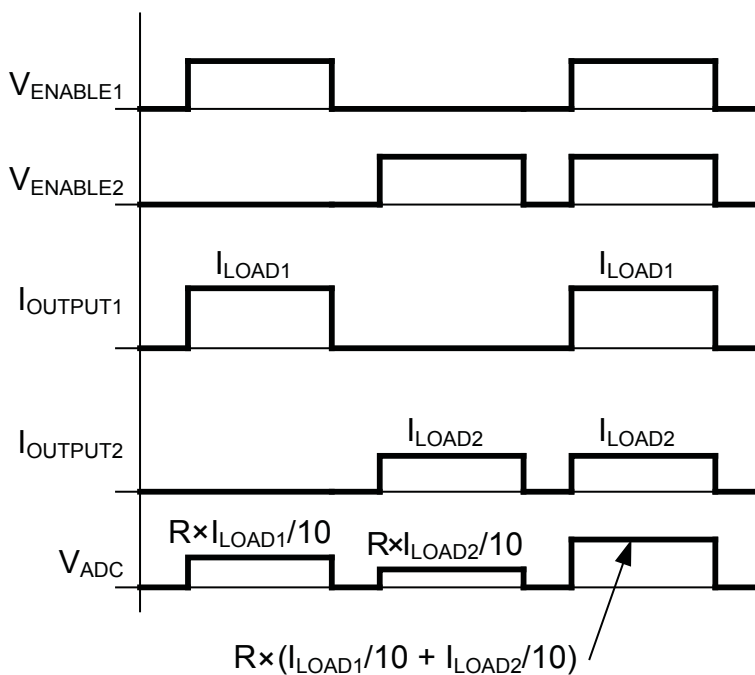 VENABLE1
VENABLE2
ILOAD1 ILOAD1
IOUTPUT1
ILOAD2 ILOAD2
IOUTPUT2
R×ILOAD1/10 R×ILOAD2/10
VADC
R×(ILOAD1/10 + ILOAD2/10)